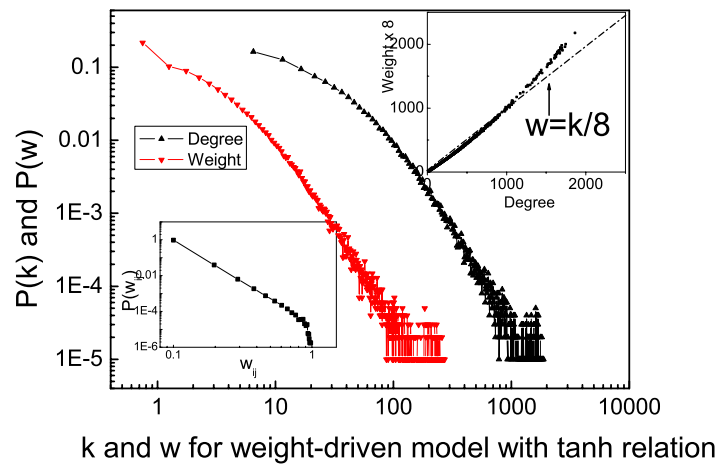 P(k) and P(w)
0.1
0.01
1E-3
1E-4
1E-5
1
10
100
1000
10000
k and w for weight-driven model with tanh relation
Degree
Weight
Weight x 8
2000
1000
0
0
1000
2000
Degree
w=k/8
P(w_ij)
1
0.01
1E-4
1E-6
0.1
1
w_ij